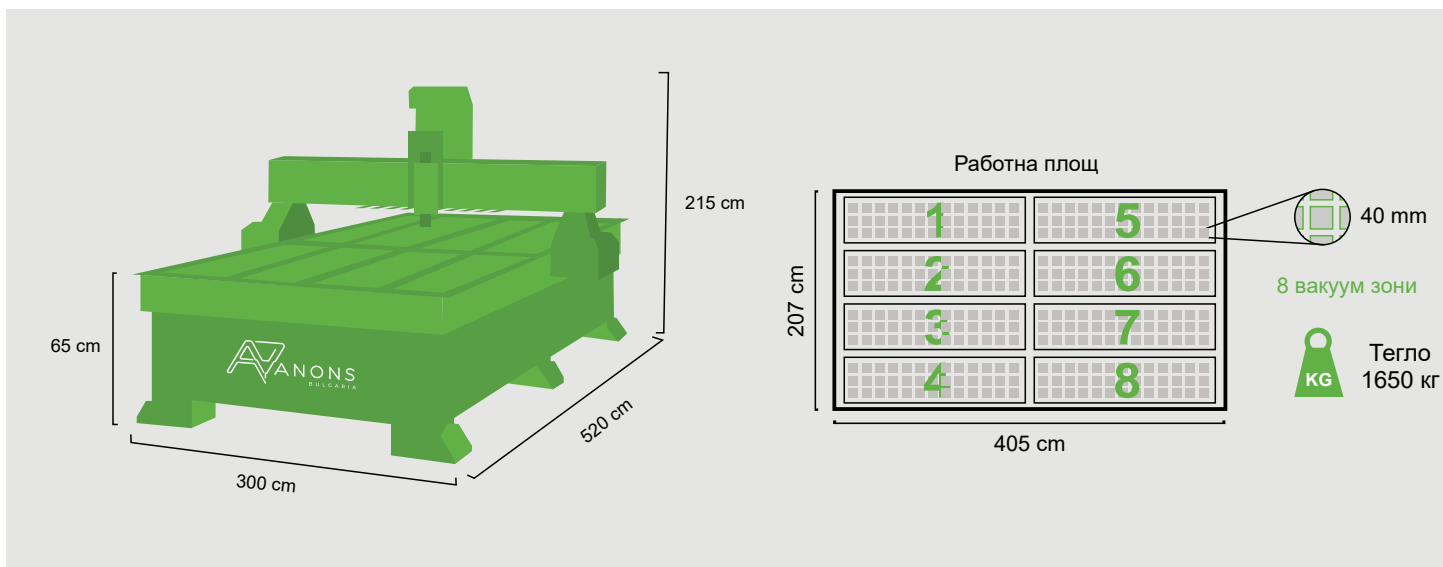 215 cm
65 cm
ANONS
BULGARIA
300 cm
520 cm
Работна площ
1
5
2
6
3
7
4
8
207 cm
405 cm
40 mm
8 вакуум зони
KG
Тегло
1650 кг